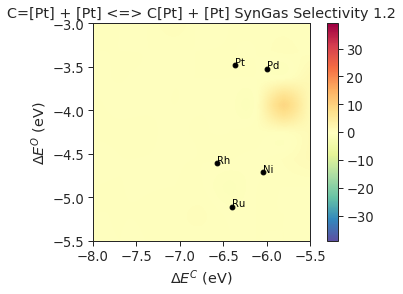 C=[Pt] + [Pt] <=> C[Pt] + [Pt] SynGas Selectivity 1.2
−3.0
−3.5
−4.0
−4.5
−5.0
−5.5
ΔE^O (eV)
Pt
Pd
Rh
Ni
Ru
−8.0 −7.5 −7.0 −6.5 −6.0 −5.5
ΔE^C (eV)
30
20
10
0
−10
−20
−30